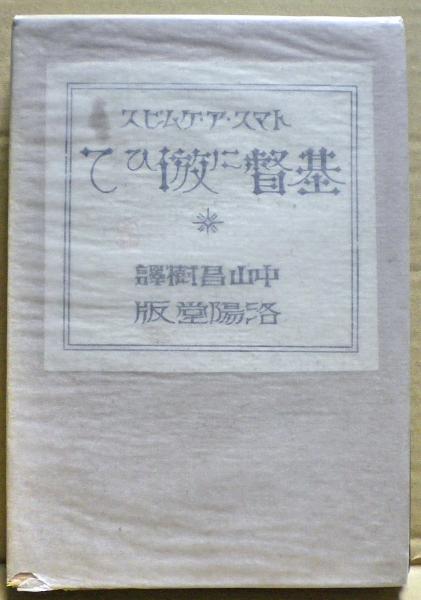 トマス・ア・ケムピス
基督に傚ひて
中山昌樹譯
洛陽堂版